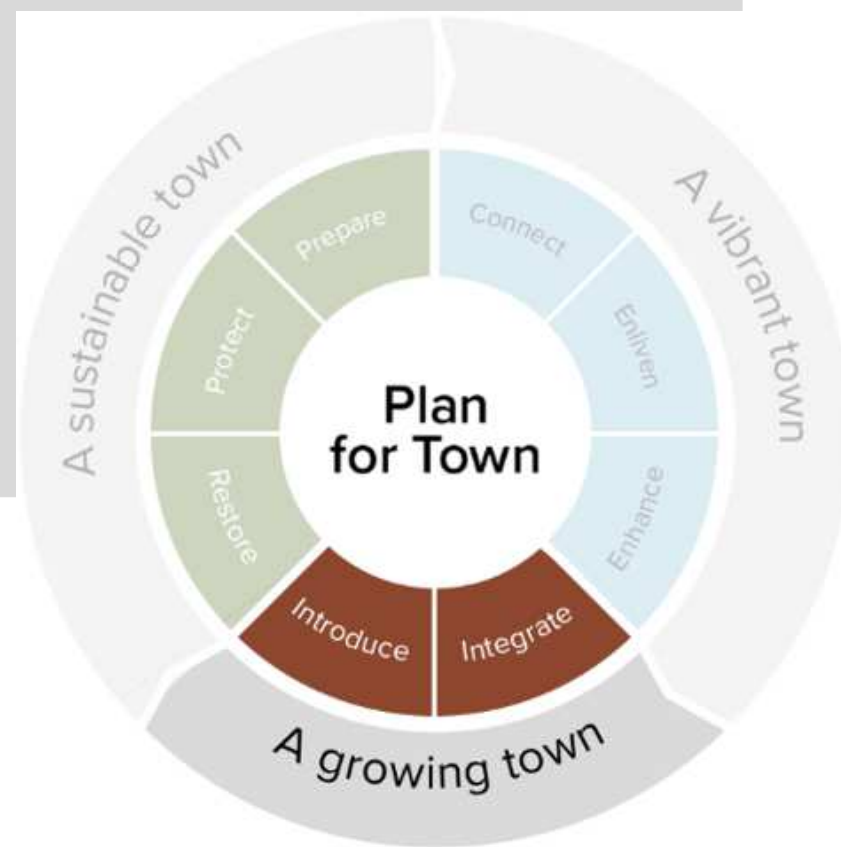 Plan
for Town
A vibrant town
Connect
Enliven
Enhance
A growing town
Integrate
Introduce
A sustainable town
Restore
Protect
Prepare